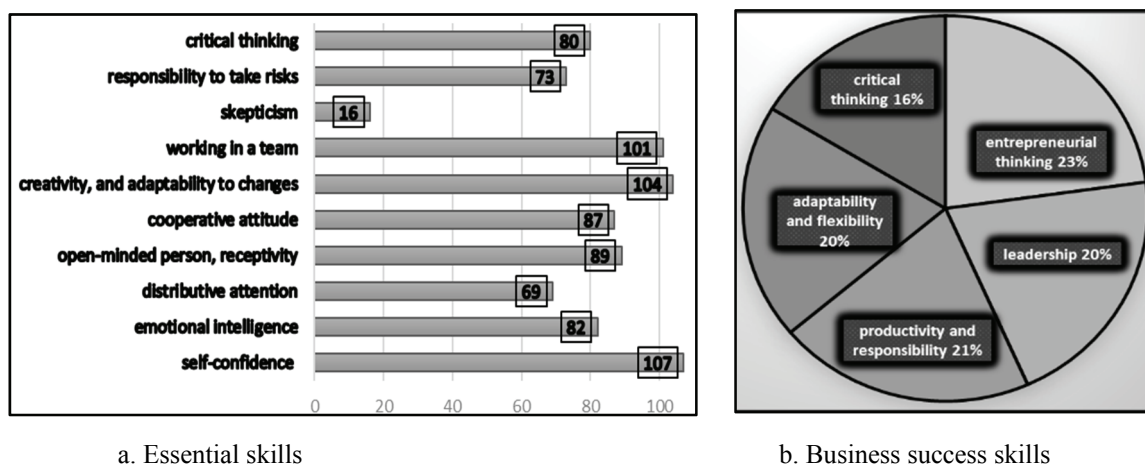 critical thinking 80
responsibility to take risks 73
skepticism 16
working in a team 101
creativity, and adaptability to changes 104
cooperative attitude 87
open-minded person, receptivity 89
distributive attention 69
emotional intelligence 82
self-confidence 107
0 20 40 60 80 100
critical
thinking 16%
entrepreneurial
thinking 23%
adaptability
and flexibility
20%
leadership 20%
productivity and
responsibility 21%
a. Essential skills
b. Business success skills